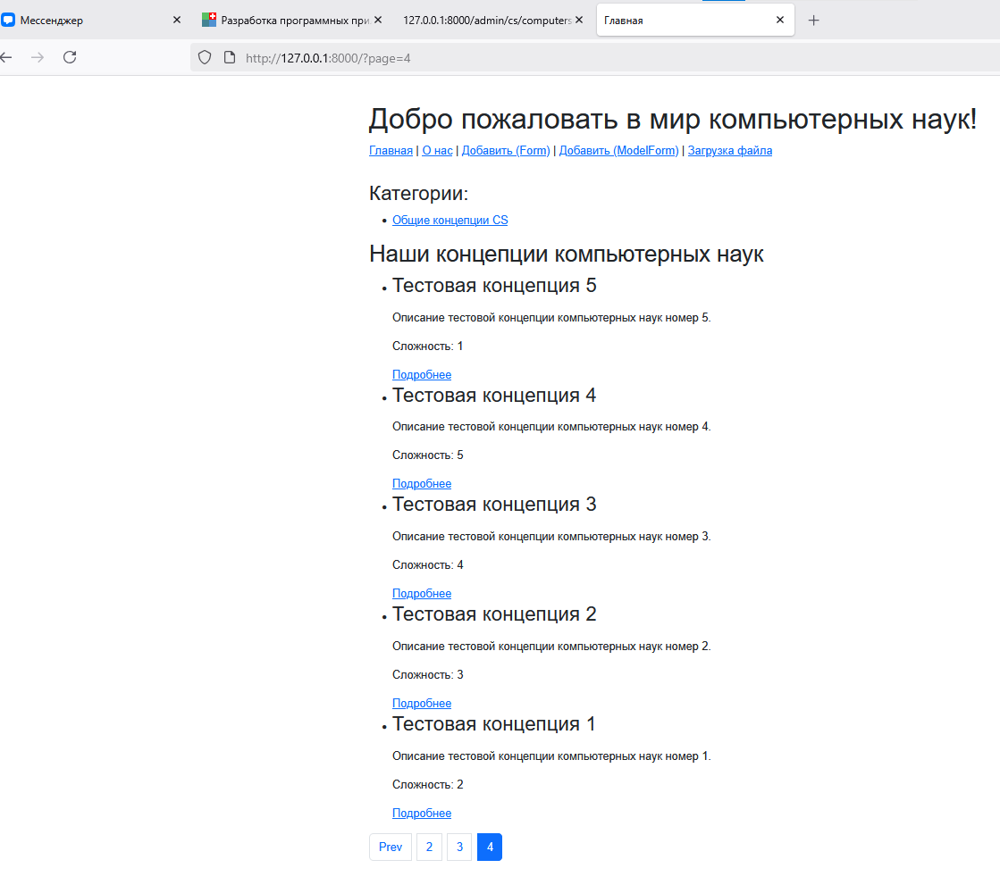 Мессенджер
Разработка программных при
127.0.0.1:8000/admin/cs/computers
Главная
http://127.0.0.1:8000/?page=4
Добро пожаловать в мир компьютерных наук!
Главная | О нас | Добавить (Form) | Добавить (ModelForm) | Загрузка файла
Категории:
Общие концепции CS
Наши концепции компьютерных наук
Тестовая концепция 5
Описание тестовой концепции компьютерных наук номер 5.
Сложность: 1
Подробнее
Тестовая концепция 4
Описание тестовой концепции компьютерных наук номер 4.
Сложность: 5
Подробнее
Тестовая концепция 3
Описание тестовой концепции компьютерных наук номер 3.
Сложность: 4
Подробнее
Тестовая концепция 2
Описание тестовой концепции компьютерных наук номер 2.
Сложность: 3
Подробнее
Тестовая концепция 1
Описание тестовой концепции компьютерных наук номер 1.
Сложность: 2
Подробнее
Prev 2 3 4